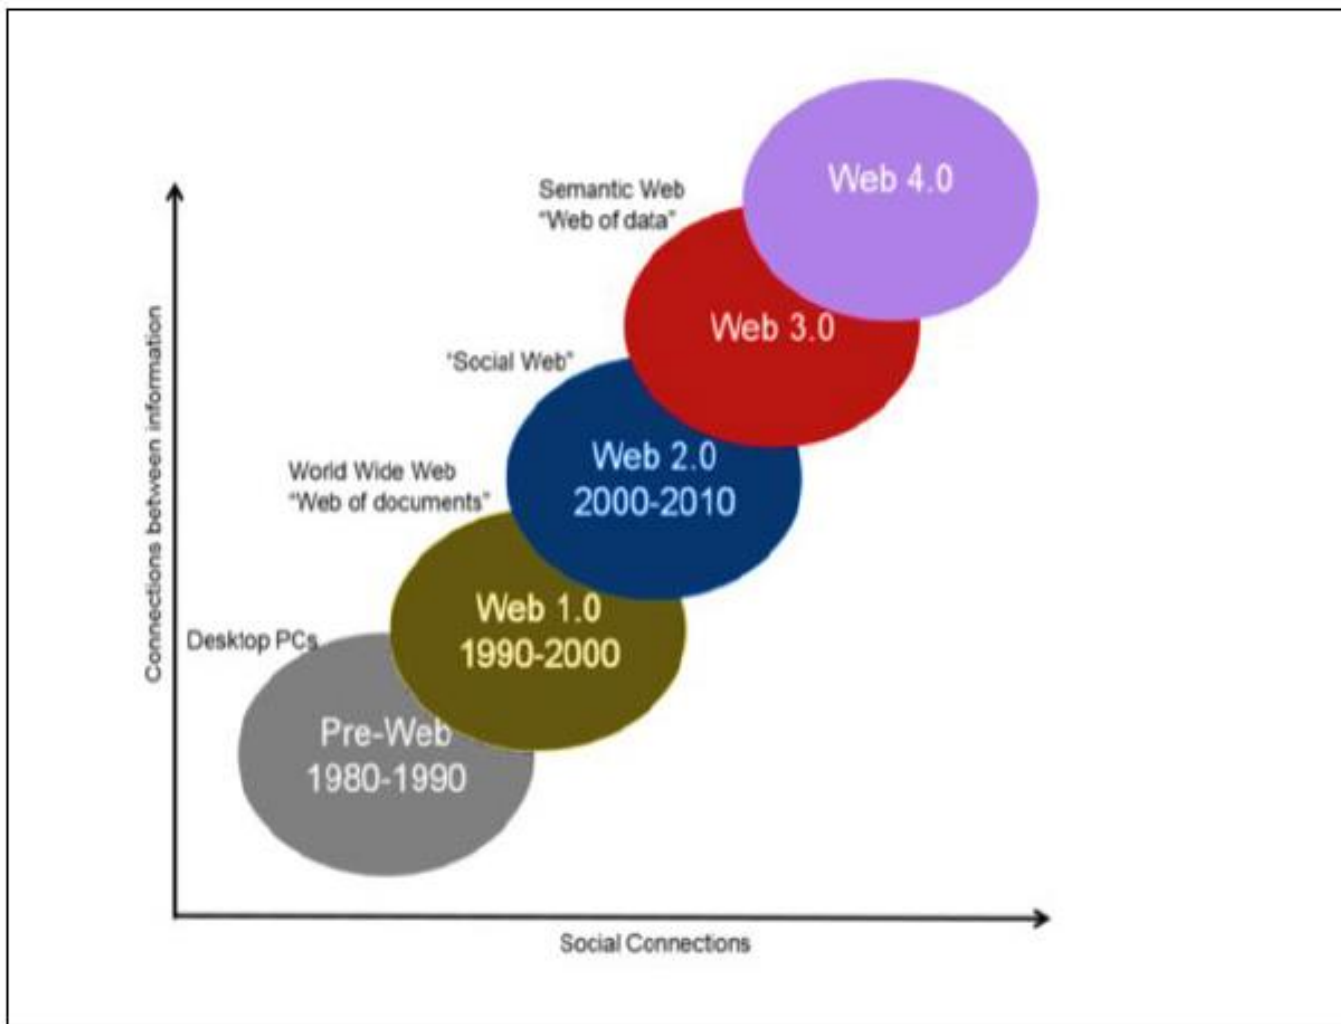 Web 4.0
Semantic Web
"Web of data"
Web 3.0
"Social Web"
Web 2.0
2000-2010
World Wide Web
"Web of documents"
Web 1.0
1990-2000
Desktop PCs
Pre-Web
1980-1990
Connections between information
Social Connections